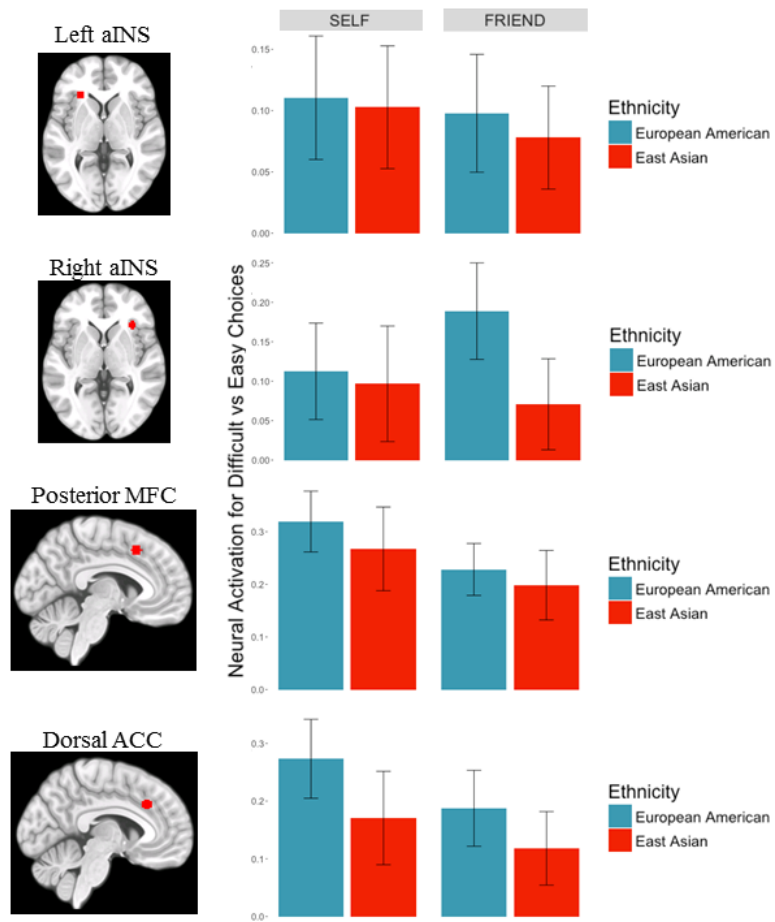 SELF
FRIEND
Left aINS
0.15
0.10
0.05
0.00
Ethnicity
European American
East Asian
Right aINS
0.25
0.20
0.15
0.10
0.05
0.00
Ethnicity
European American
East Asian
Neural Activation for Difficult vs Easy Choices
Posterior MFC
0.3
0.2
0.1
0.0
Ethnicity
European American
East Asian
Dorsal ACC
0.3
0.2
0.1
0.0
Ethnicity
European American
East Asian